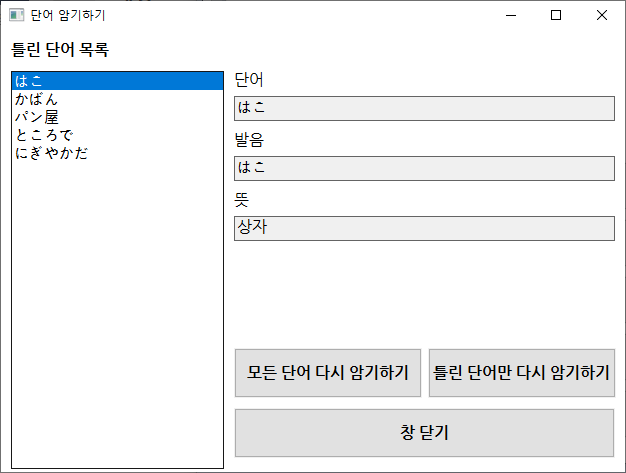 단어 암기하기
틀린 단어 목록
はこ
かばん
パン屋
ところで
にぎやかだ
단어
はこ
발음
はこ
뜻
상자
모든 단어 다시 암기하기
틀린 단어만 다시 암기하기
창 닫기